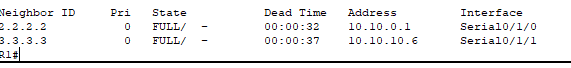 Neighbor ID     Pri   State           Dead Time   Address         Interface
2.2.2.2           0   FULL/  -        00:00:32    10.10.0.1       Serial0/1/0
3.3.3.3           0   FULL/  -        00:00:37    10.10.10.6      Serial0/1/1
R1#